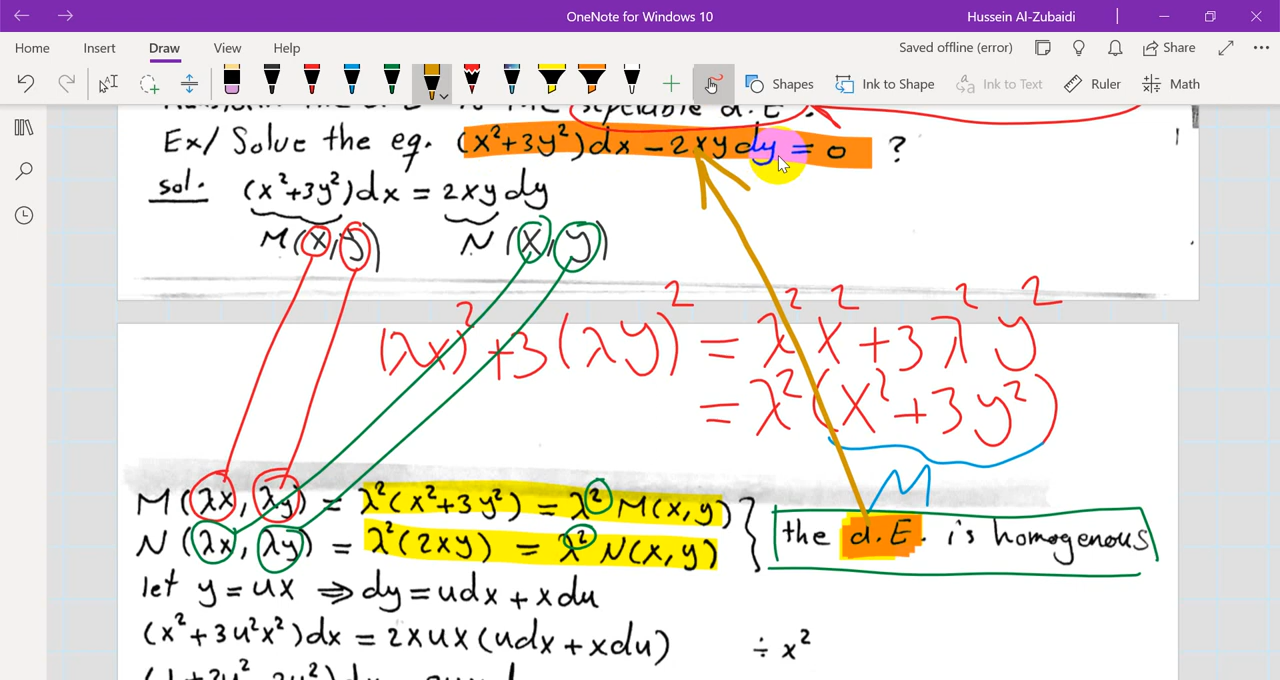 OneNote for Windows 10
Hussein Al-Zubaidi
Home Insert Draw View Help
Saved offline (error) Share
Shapes Ink to Shape Ink to Text Ruler Math
seperable d.E.
Ex/ Solve the eq. (x²+3y²)dx − 2xy dy = 0 ?
sol. (x²+3y²)dx = 2xy dy
M(x,y) N(x,y)
(λx)²+3(λy)² = λ²x²+3λ²y²
= λ²(x²+3y²)
M
M(λx, λy) = λ²(x²+3y²) = λ² M(x,y)
N(λx, λy) = λ²(2xy) = λ² N(x,y)
the d.E. is homogenous
let y = ux ⇒ dy = udx + xdu
(x²+3u²x²)dx = 2xux(udx+xdu) ÷ x²